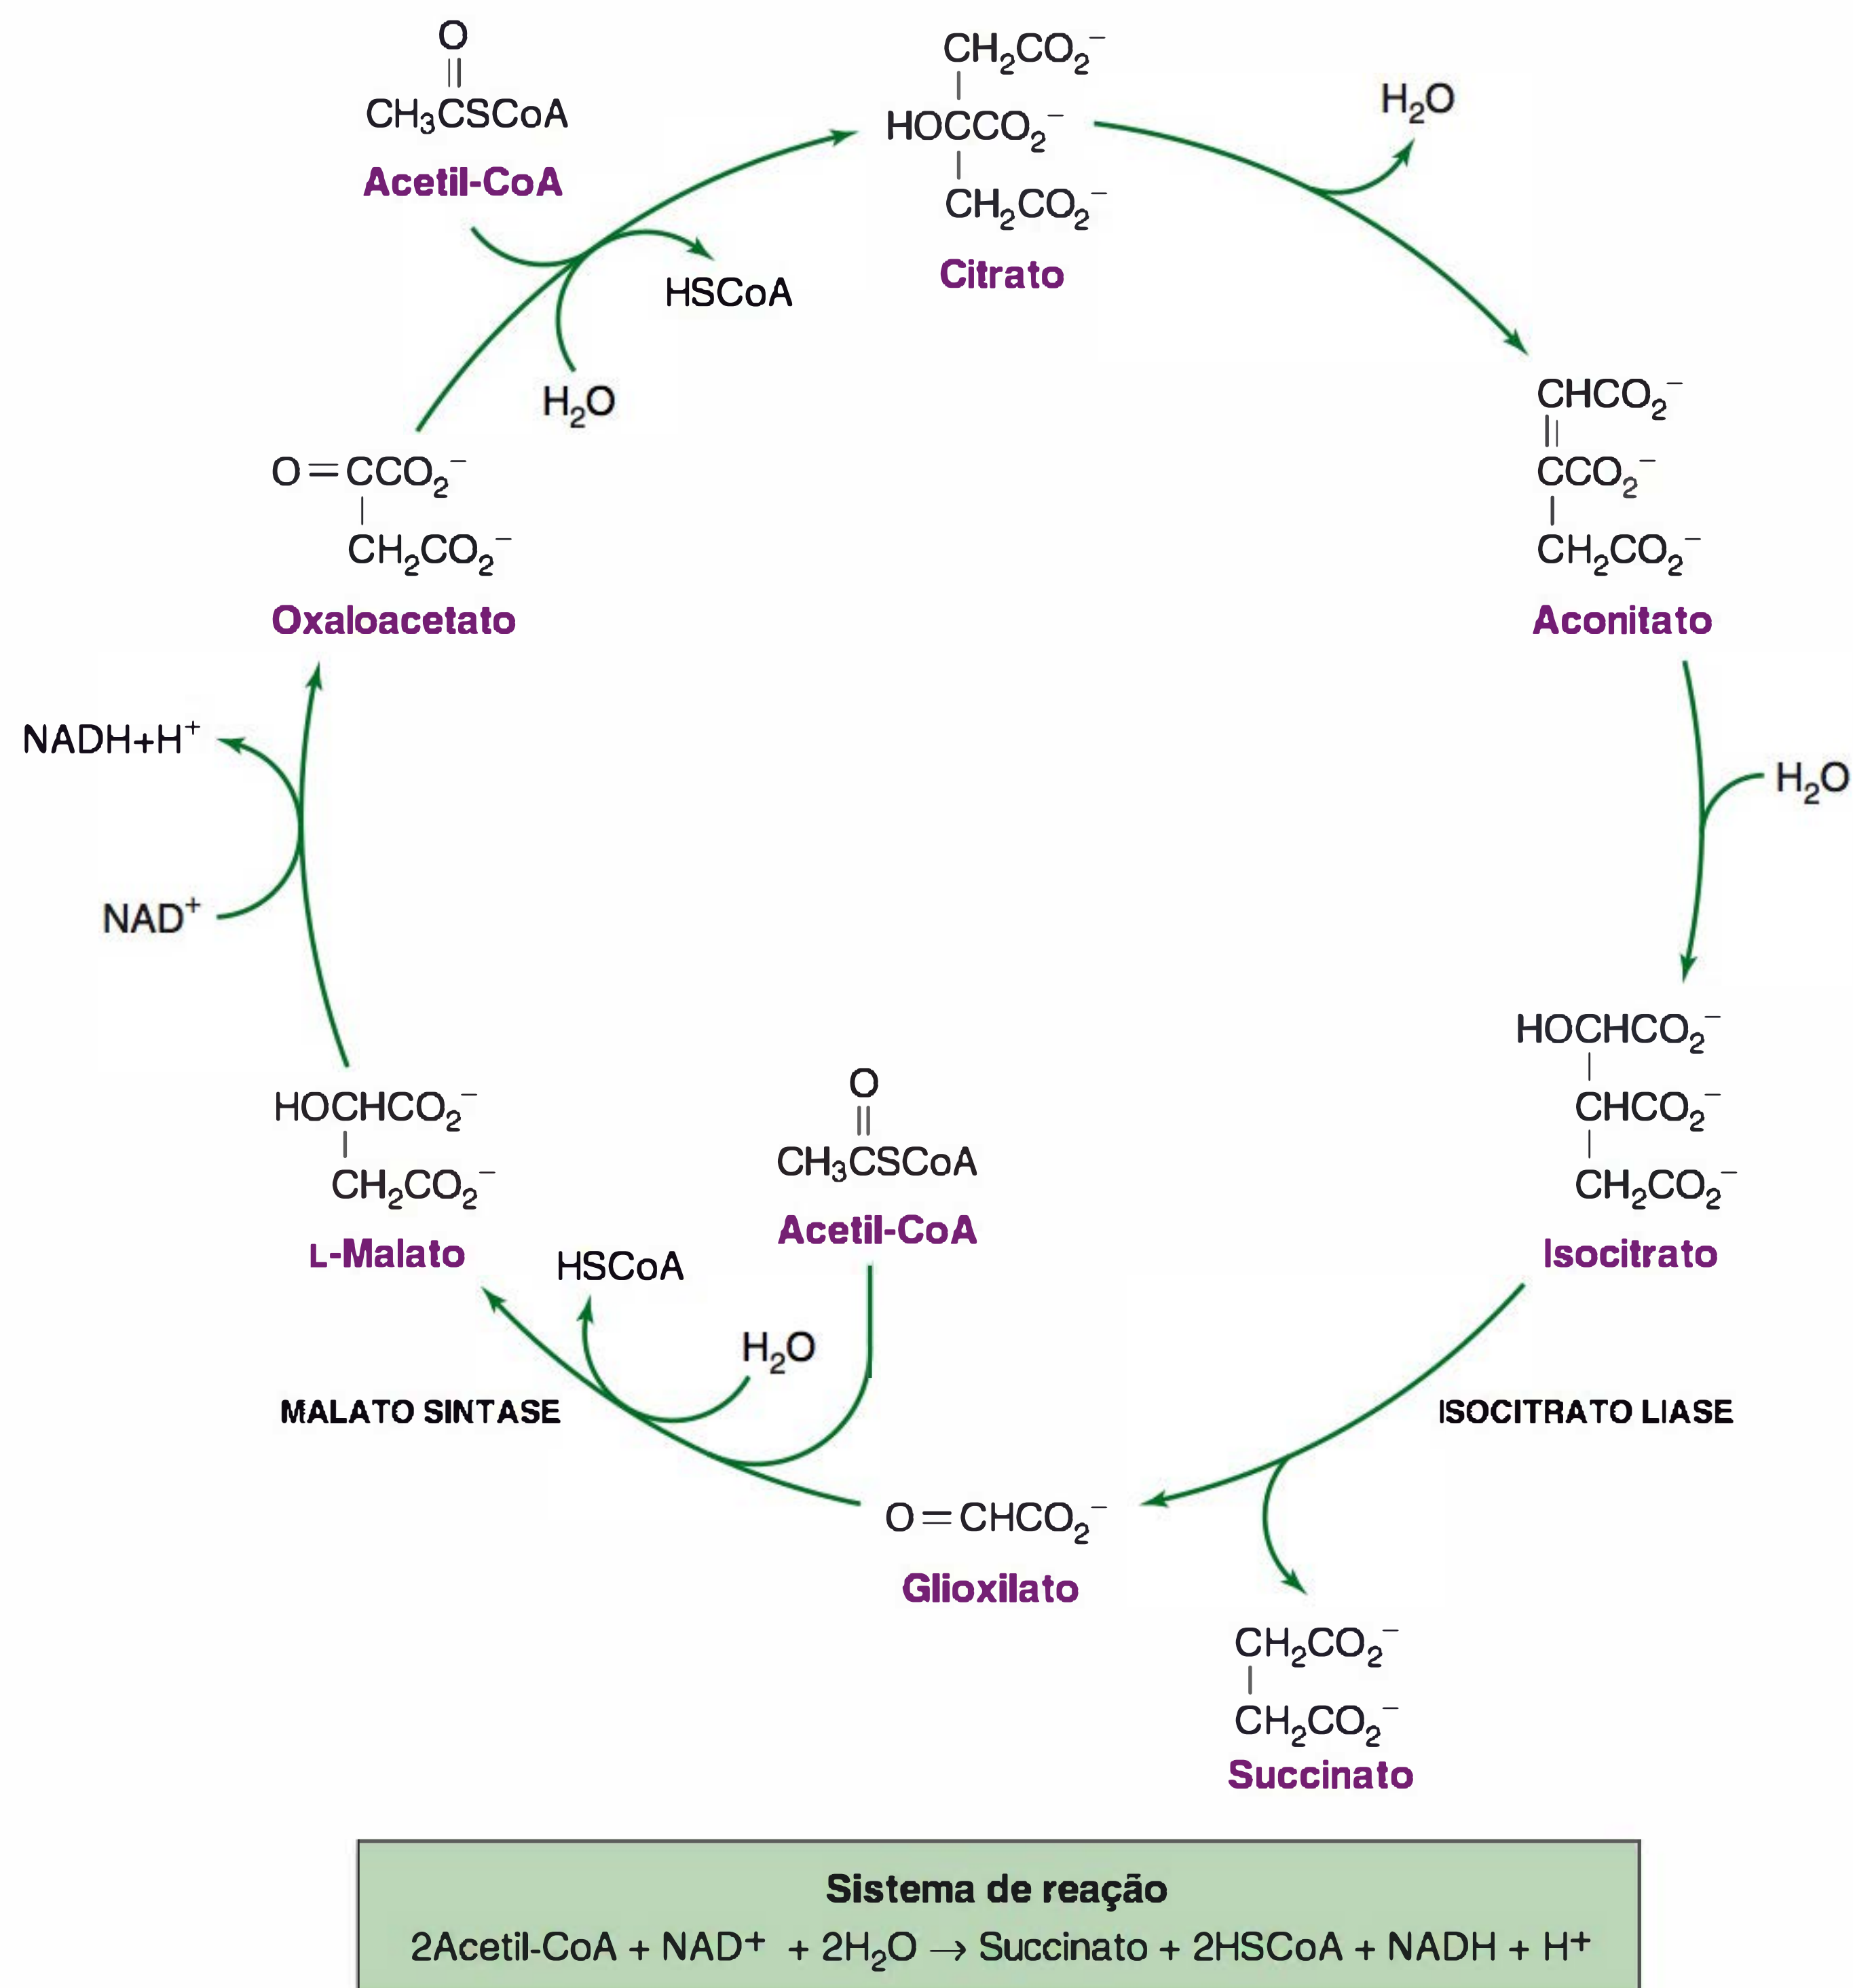 O
||
CH₃CSCoA
Acetil-CoA
CH₂CO₂⁻
|
HOCCO₂⁻
|
CH₂CO₂⁻
Citrato
H₂O
HSCoA
H₂O
CHCO₂⁻
||
CCO₂⁻
|
CH₂CO₂⁻
Aconitato
O=CCO₂⁻
|
CH₂CO₂⁻
Oxaloacetato
NADH+H⁺
H₂O
NAD⁺
HOCHCO₂⁻
|
CHCO₂⁻
|
CH₂CO₂⁻
Isocitrato
HOCHCO₂⁻
|
CH₂CO₂⁻
L-Malato
O
||
CH₃CSCoA
Acetil-CoA
HSCoA
H₂O
MALATO SINTASE
ISOCITRATO LIASE
O=CHCO₂⁻
Glioxilato
CH₂CO₂⁻
|
CH₂CO₂⁻
Succinato
Sistema de reação
2Acetil-CoA + NAD⁺ + 2H₂O → Succinato + 2HSCoA + NADH + H⁺